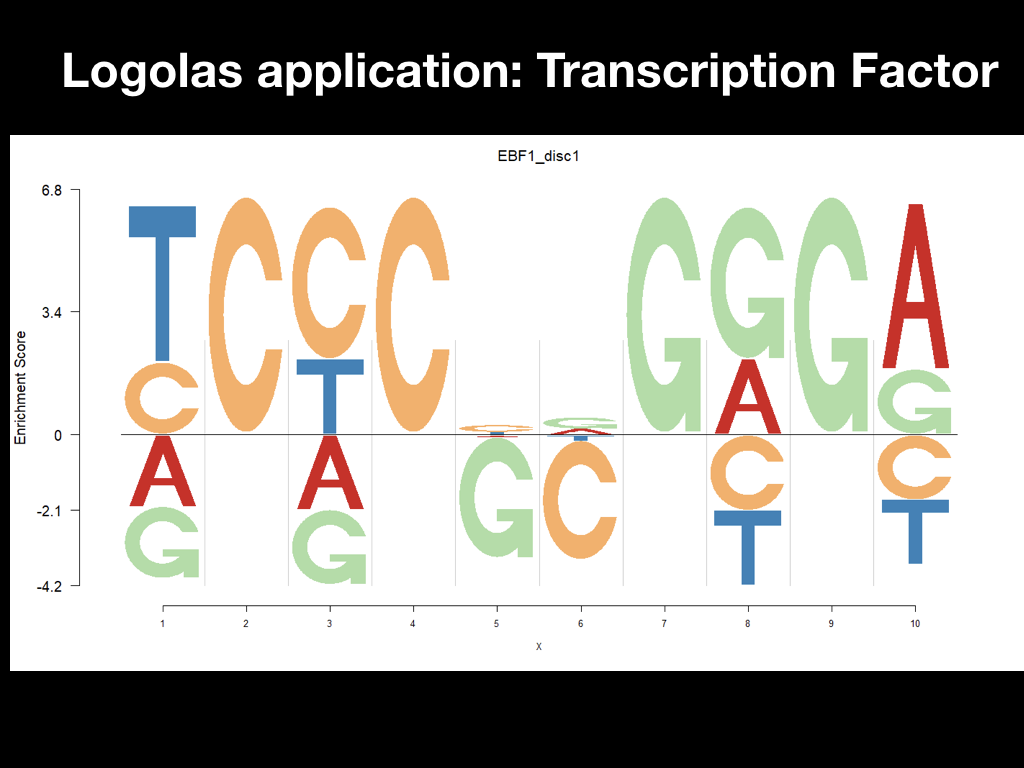 Logolas application: Transcription Factor
EBF1_disc1
6.8
3.4
0
-2.1
-4.2
Enrichment Score
T C A G
C
C T A G
C
C T A G
G A T C
G
G A C T
G
A G C T
1 2 3 4 5 6 7 8 9 10
X